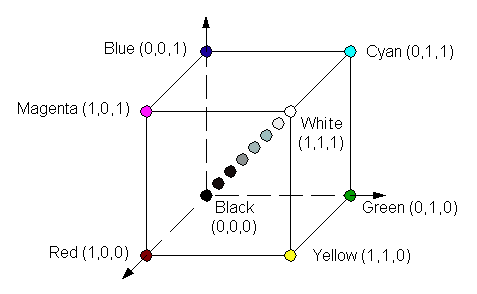 Blue (0,0,1)
Cyan (0,1,1)
Magenta (1,0,1)
White
(1,1,1)
Black
(0,0,0)
Green (0,1,0)
Red (1,0,0)
Yellow (1,1,0)